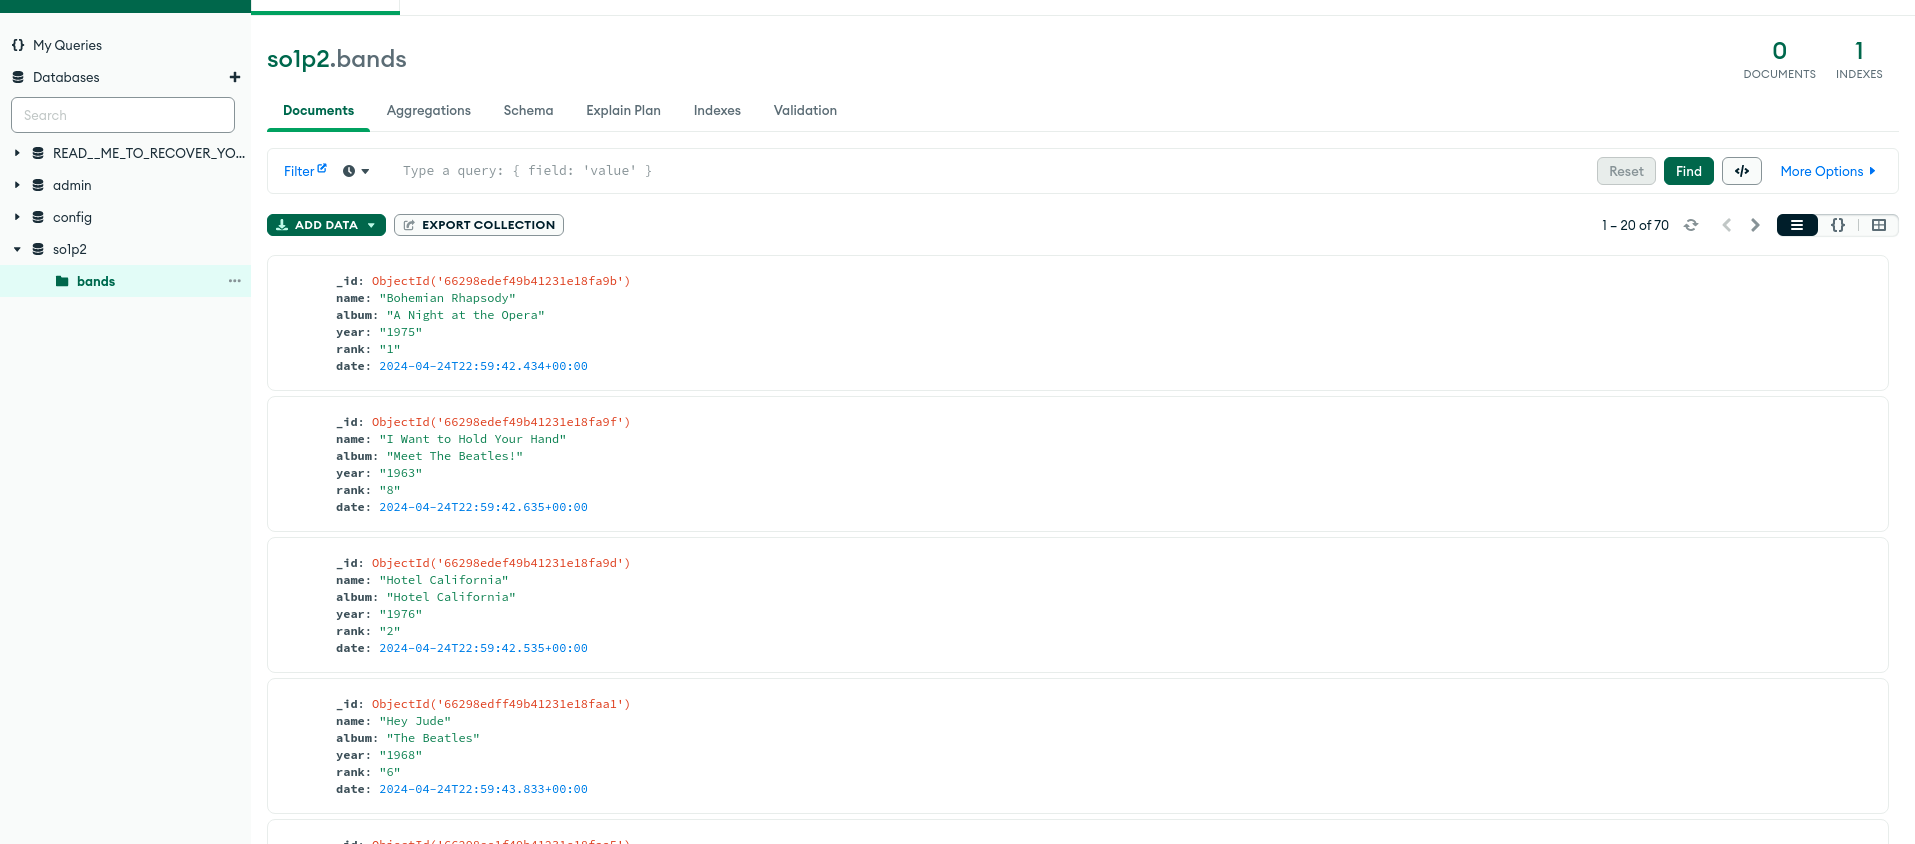 My Queries
Databases
Search
READ__ME_TO_RECOVER_YO...
admin
config
so1p2
bands
so1p2.bands
0
DOCUMENTS
1
INDEXES
Documents
Aggregations
Schema
Explain Plan
Indexes
Validation
Filter
Type a query: { field: 'value' }
Reset
Find
More Options
ADD DATA
EXPORT COLLECTION
1 – 20 of 70
_id: ObjectId('66298edef49b41231e18fa9b')
name: "Bohemian Rhapsody"
album: "A Night at the Opera"
year: "1975"
rank: "1"
date: 2024-04-24T22:59:42.434+00:00
_id: ObjectId('66298edef49b41231e18fa9f')
name: "I Want to Hold Your Hand"
album: "Meet The Beatles!"
year: "1963"
rank: "8"
date: 2024-04-24T22:59:42.635+00:00
_id: ObjectId('66298edef49b41231e18fa9d')
name: "Hotel California"
album: "Hotel California"
year: "1976"
rank: "2"
date: 2024-04-24T22:59:42.535+00:00
_id: ObjectId('66298edff49b41231e18faa1')
name: "Hey Jude"
album: "The Beatles"
year: "1968"
rank: "6"
date: 2024-04-24T22:59:43.833+00:00